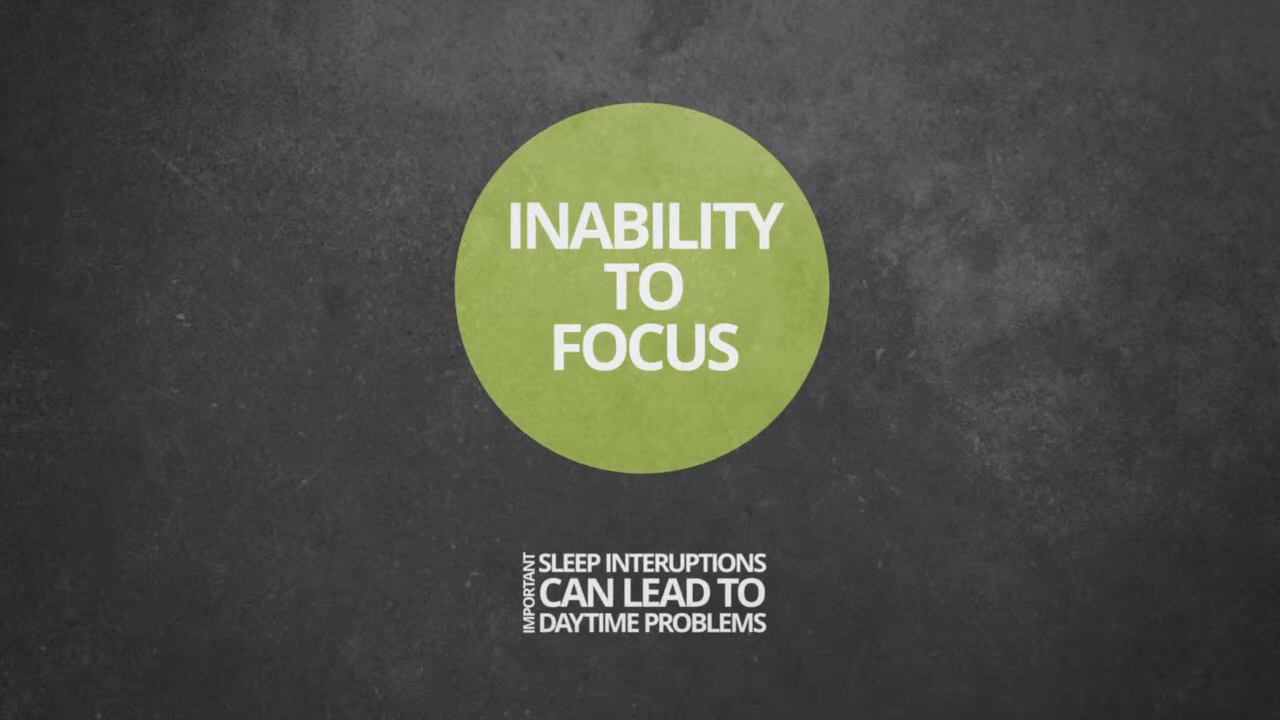 INABILITY
TO
FOCUS
IMPORTANT
SLEEP INTERUPTIONS
CAN LEAD TO
DAYTIME PROBLEMS